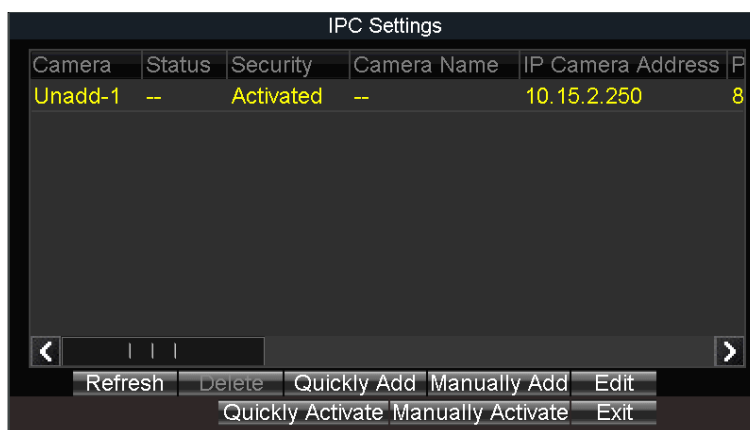 IPC Settings
Camera Status Security Camera Name IP Camera Address P
Unadd-1 -- Activated -- 10.15.2.250 8
Refresh Delete Quickly Add Manually Add Edit
Quickly Activate Manually Activate Exit